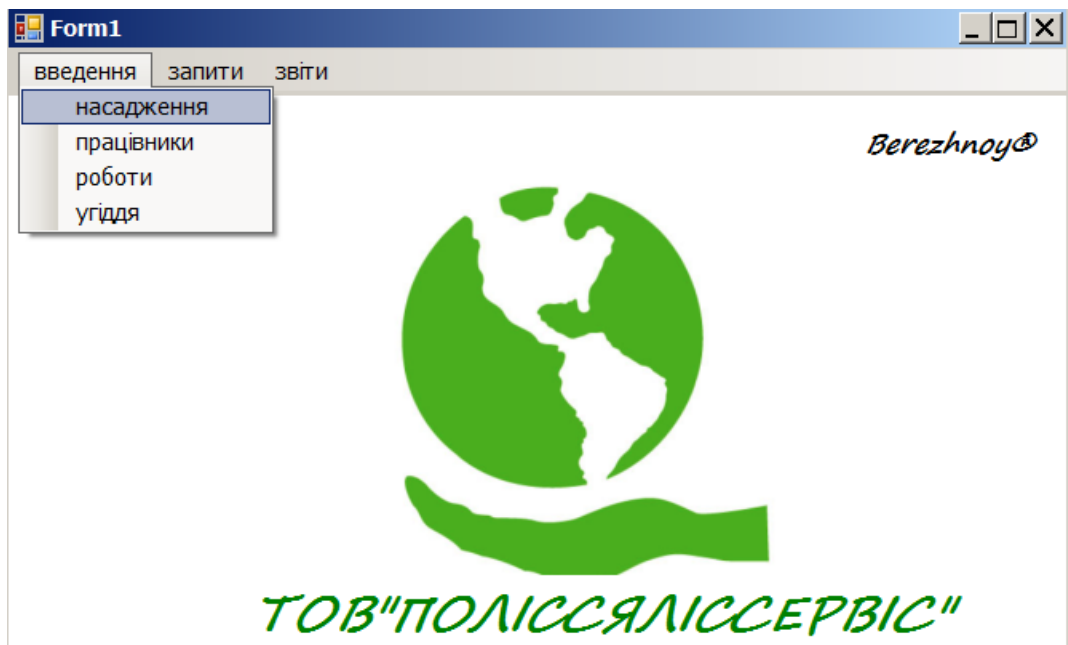 Form1
введення запити звіти
насадження
працівники
роботи
угіддя
Berezhnoy®
ТОВ"ПОЛІССЯЛІССЕРВІС"